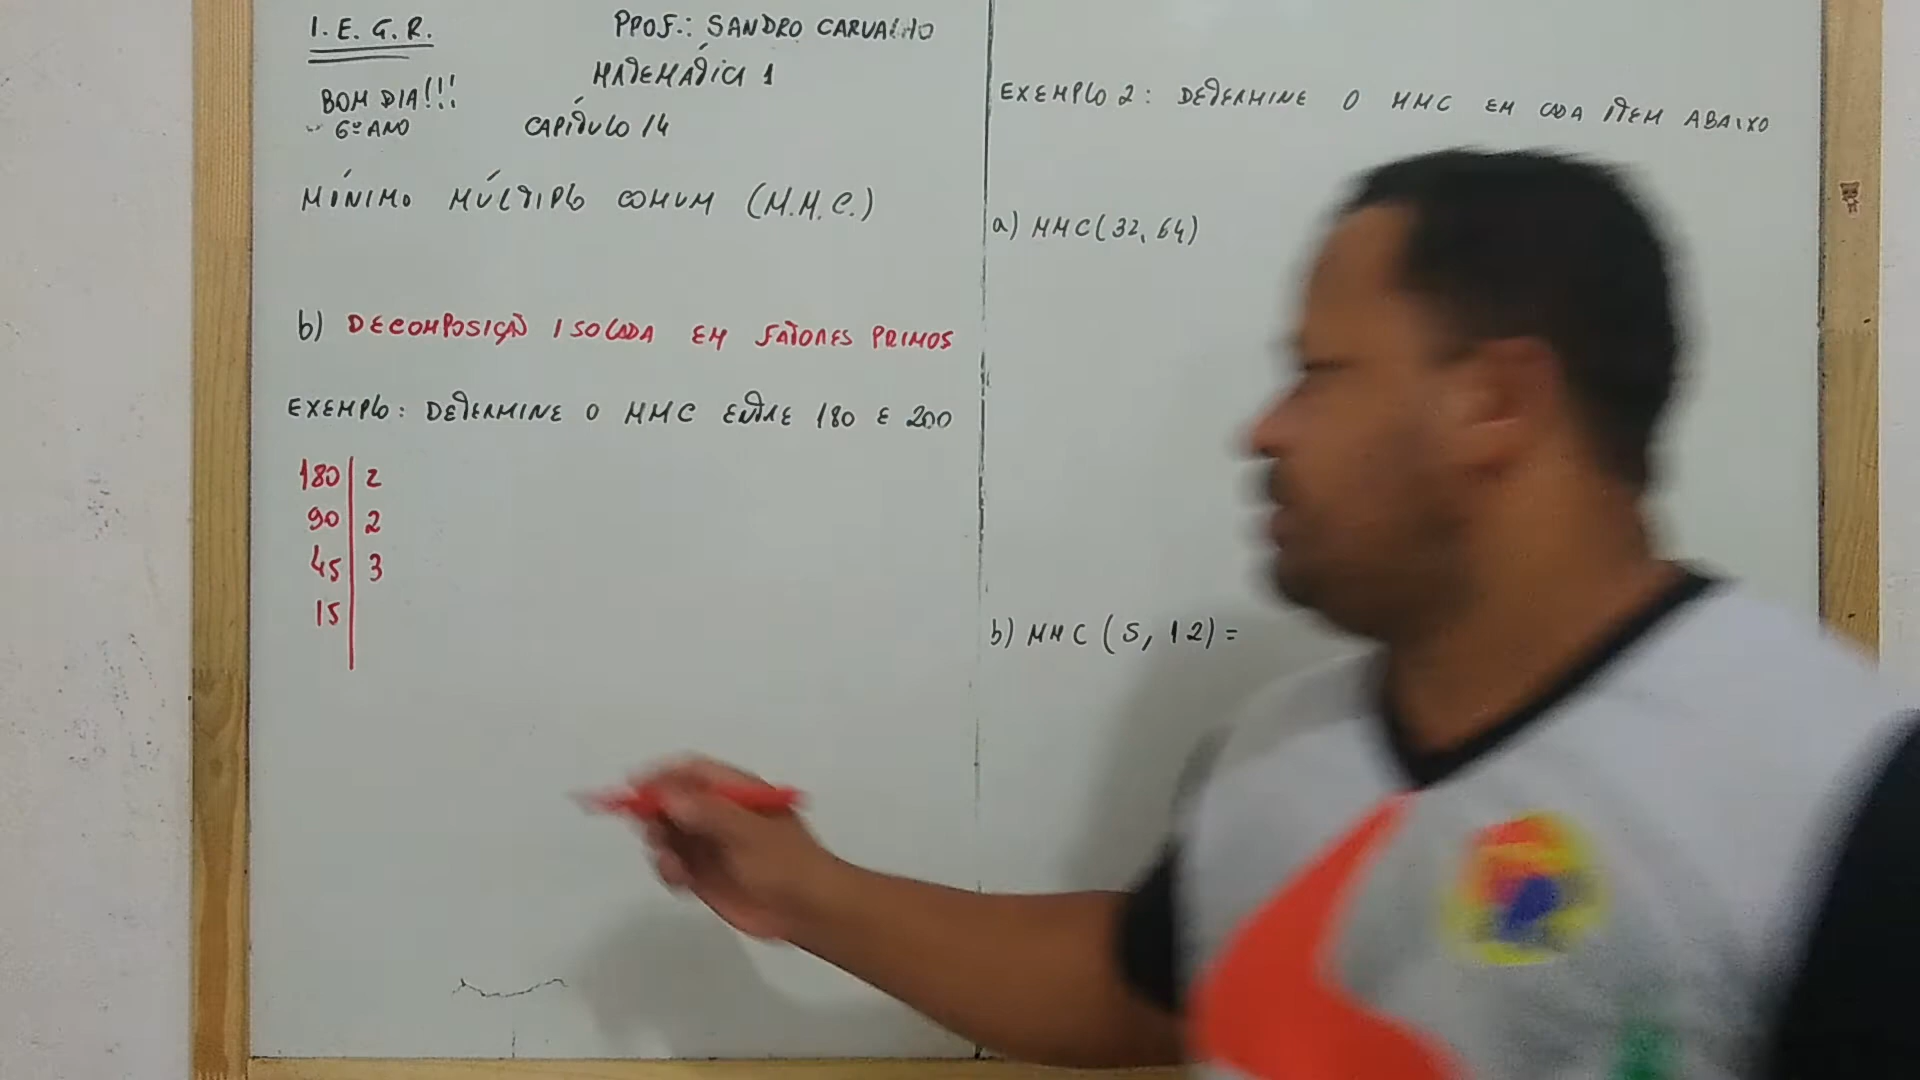 I. E. G. R.
PROF.: SANDRO CARVALHO
MATEMÁTICA 1
BOM DIA!!!
6º ANO
CAPÍTULO 14
MÍNIMO MÚLTIPLO COMUM (M.M.C.)
b) DECOMPOSIÇÃO ISOLADA EM FATORES PRIMOS
EXEMPLO: DETERMINE O MMC ENTRE 180 E 200
180 | 2
90 | 2
45 | 3
15 |
EXEMPLO 2: DETERMINE O MMC EM CADA ITEM ABAIXO
a) MMC(32, 64)
b) MMC (5, 12) =